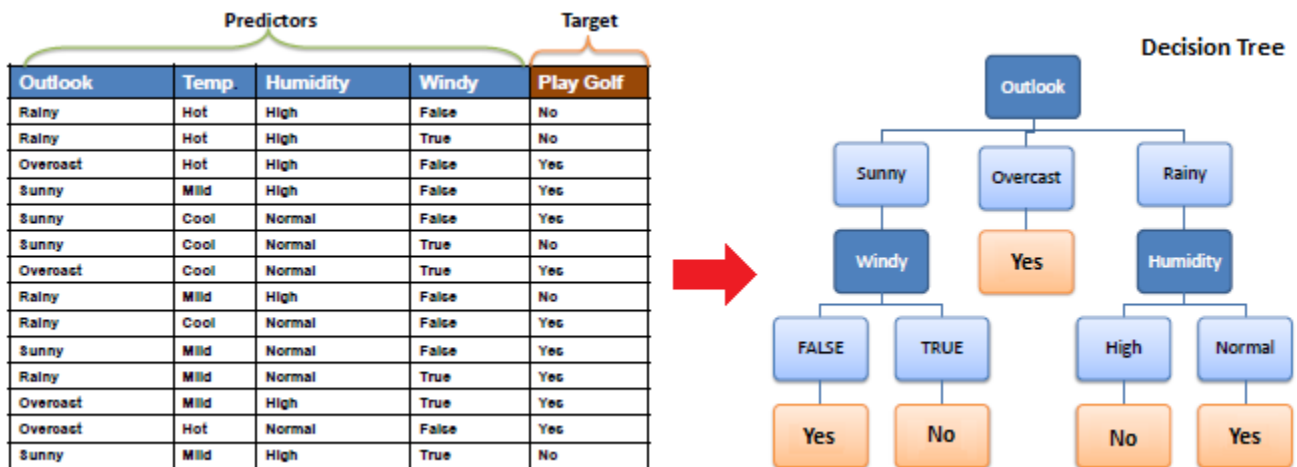 Predictors Target
Outlook Temp. Humidity Windy Play Golf
Rainy Hot High False No
Rainy Hot High True No
Overcast Hot High False Yes
Sunny Mild High False Yes
Sunny Cool Normal False Yes
Sunny Cool Normal True No
Overcast Cool Normal True Yes
Rainy Mild High False No
Rainy Cool Normal False Yes
Sunny Mild Normal False Yes
Rainy Mild Normal True Yes
Overcast Mild High True Yes
Overcast Hot Normal False Yes
Sunny Mild High True No
Decision Tree
Outlook
Sunny Overcast Rainy
Windy Yes Humidity
FALSE TRUE High Normal
Yes No No Yes